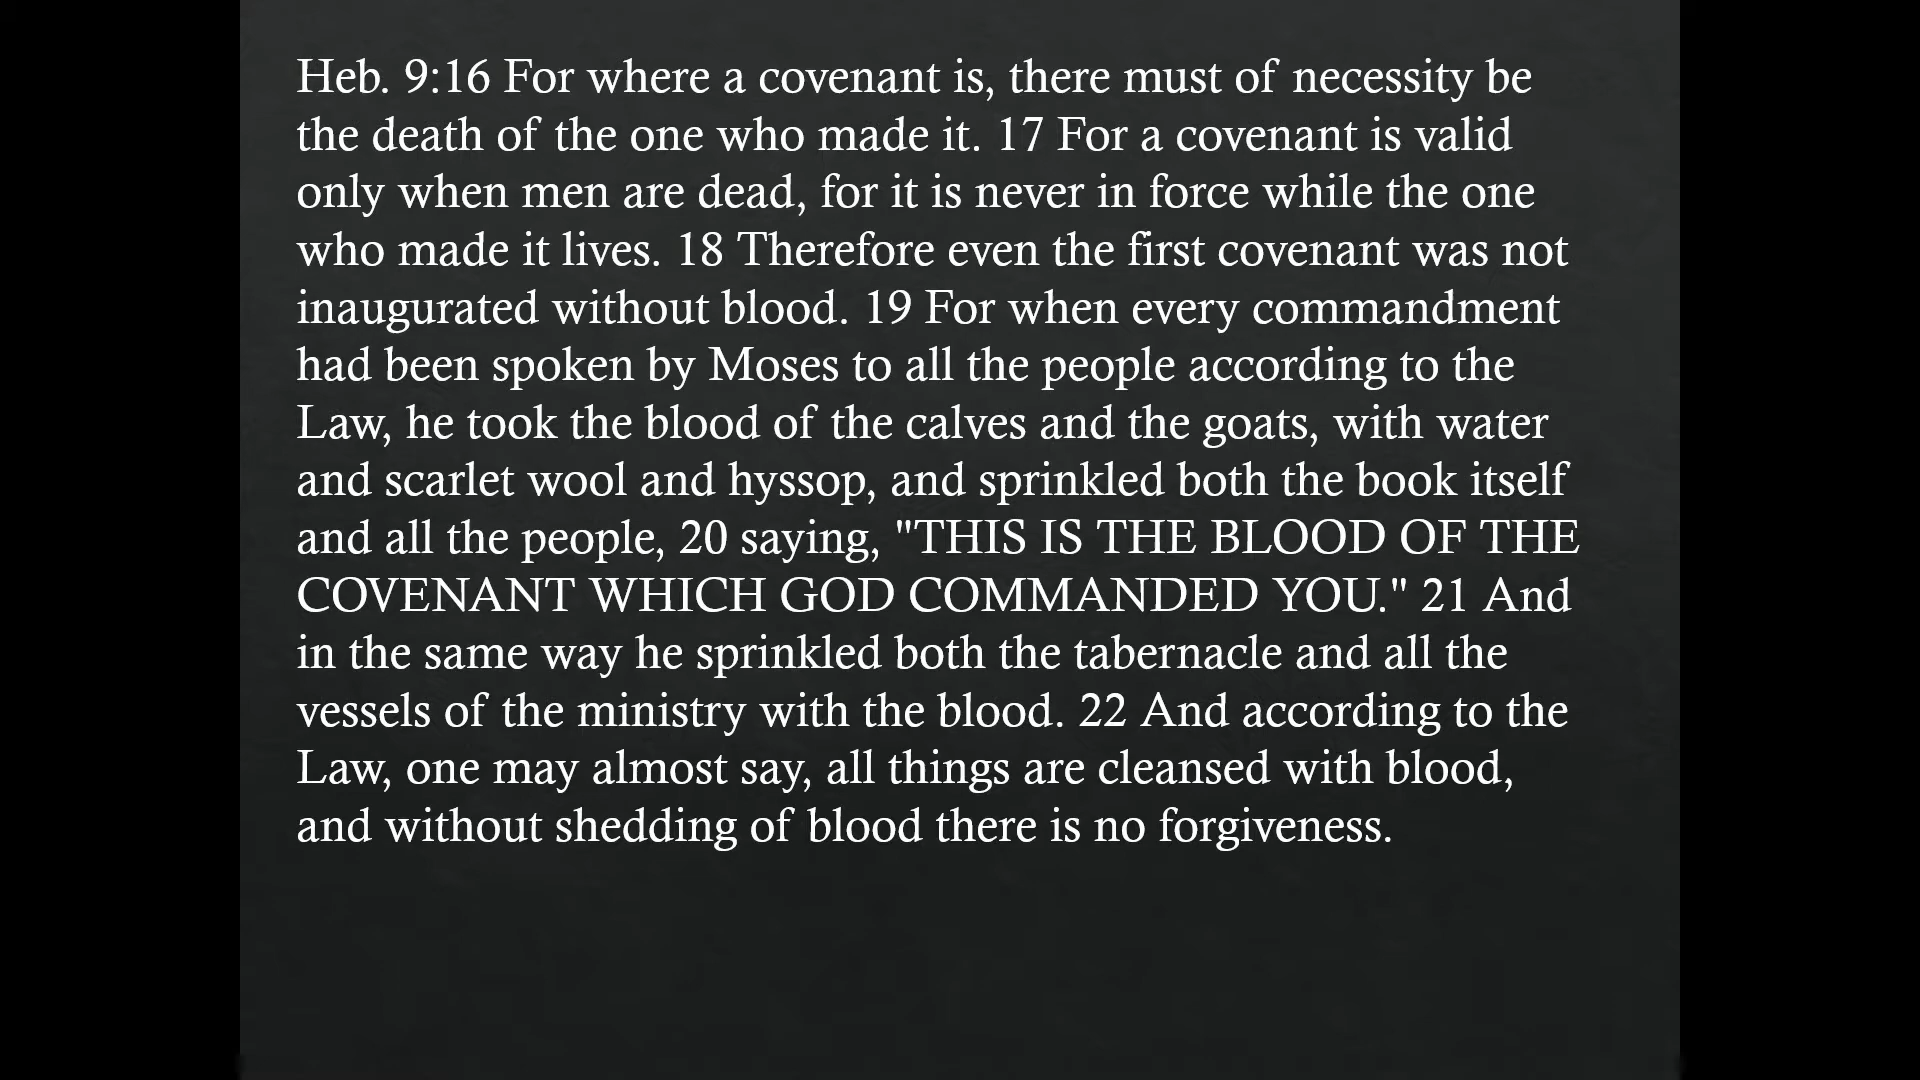 Heb. 9:16 For where a covenant is, there must of necessity be
the death of the one who made it. 17 For a covenant is valid
only when men are dead, for it is never in force while the one
who made it lives. 18 Therefore even the first covenant was not
inaugurated without blood. 19 For when every commandment
had been spoken by Moses to all the people according to the
Law, he took the blood of the calves and the goats, with water
and scarlet wool and hyssop, and sprinkled both the book itself
and all the people, 20 saying, "THIS IS THE BLOOD OF THE
COVENANT WHICH GOD COMMANDED YOU." 21 And
in the same way he sprinkled both the tabernacle and all the
vessels of the ministry with the blood. 22 And according to the
Law, one may almost say, all things are cleansed with blood,
and without shedding of blood there is no forgiveness.